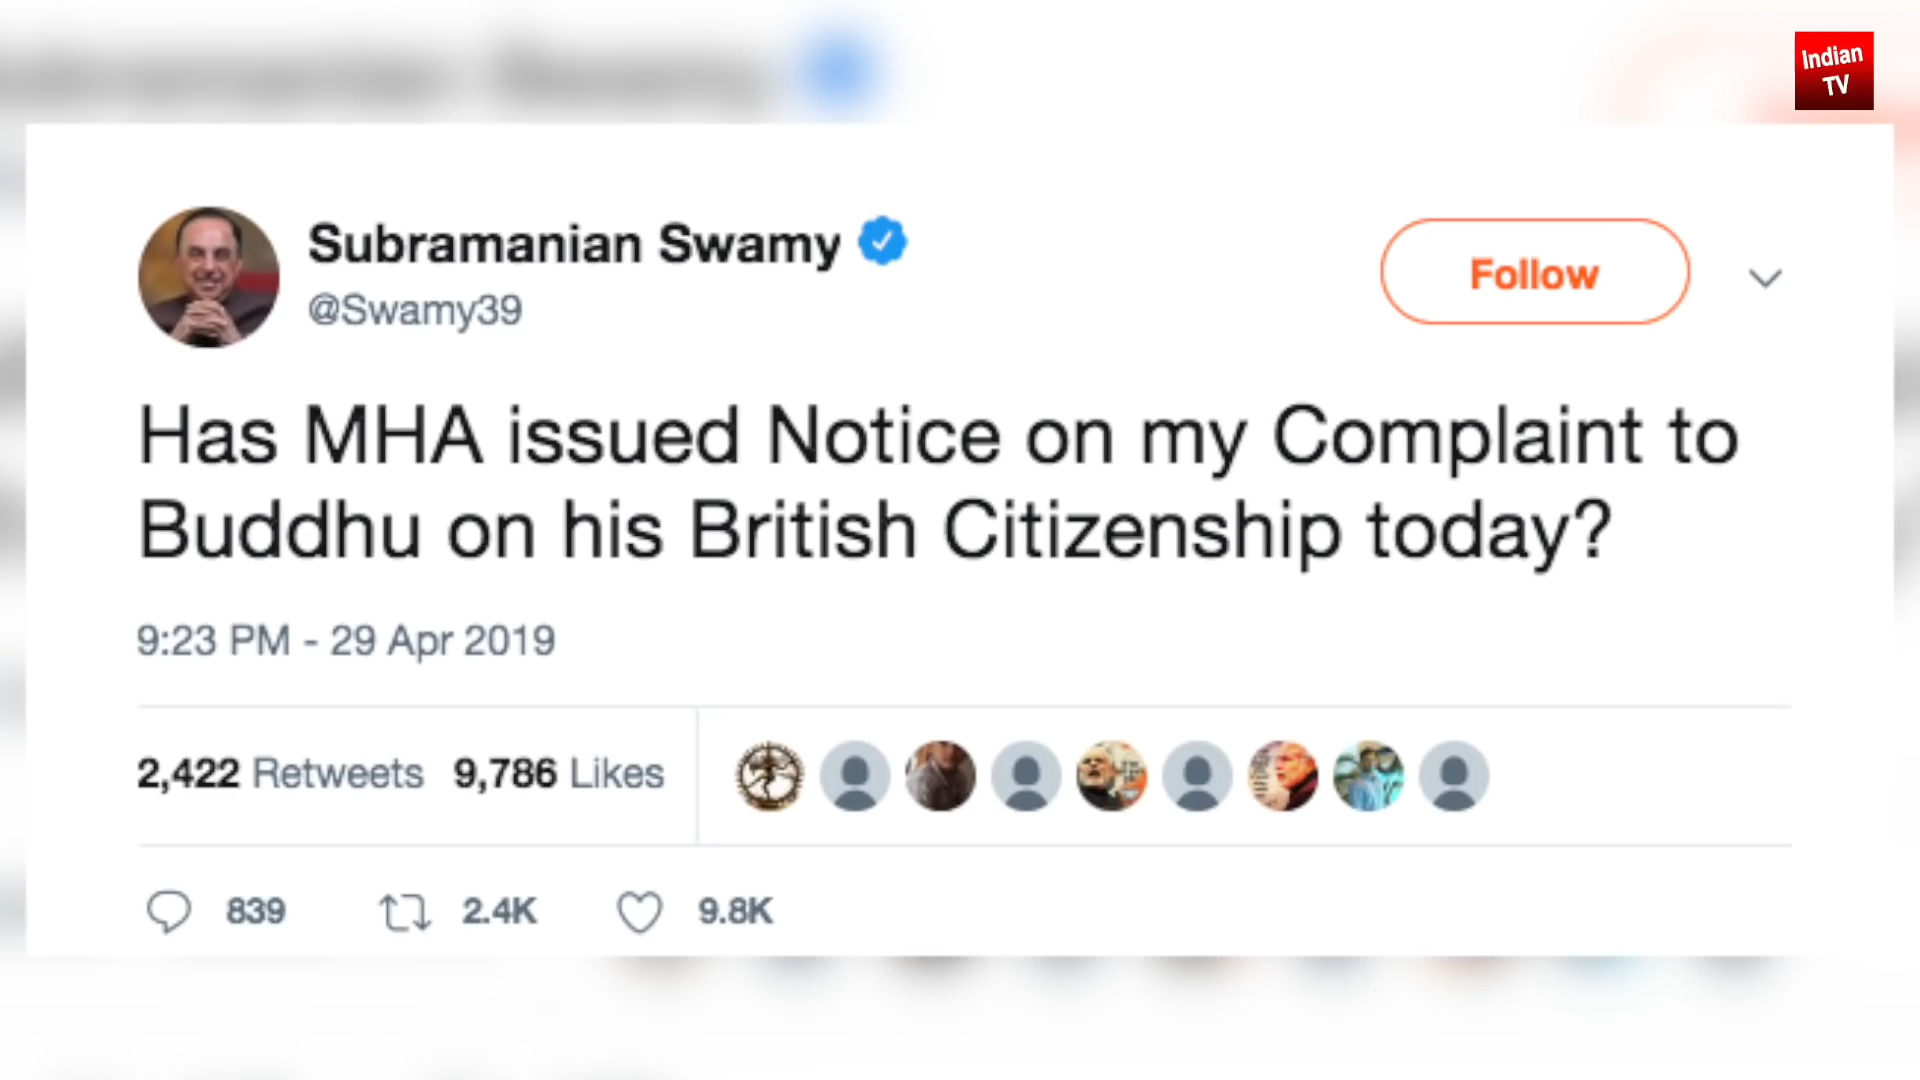 Indian
TV
Subramanian Swamy
@Swamy39
Follow
Has MHA issued Notice on my Complaint to
Buddhu on his British Citizenship today?
9:23 PM - 29 Apr 2019
2,422 Retweets 9,786 Likes
839 2.4K 9.8K